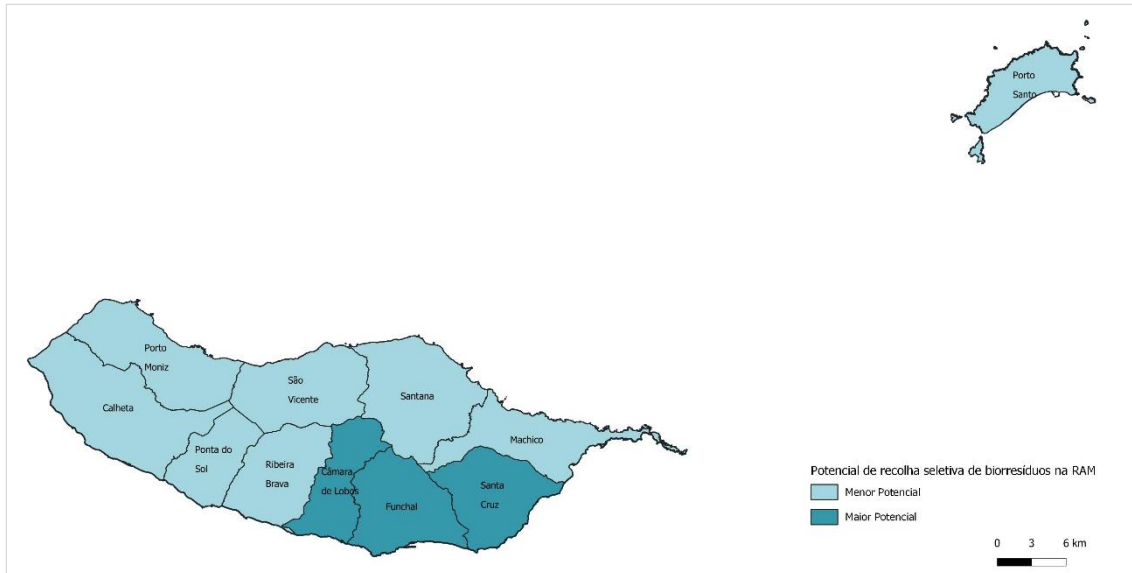 Porto
Santo
Porto
Moniz
São
Vicente
Santana
Calheta
Machico
Ponta do
Sol
Ribeira
Brava
Câmara
de Lobos
Funchal
Santa
Cruz
Potencial de recolha seletiva de biorresíduos na RAM
Menor Potencial
Maior Potencial
0 3 6 km